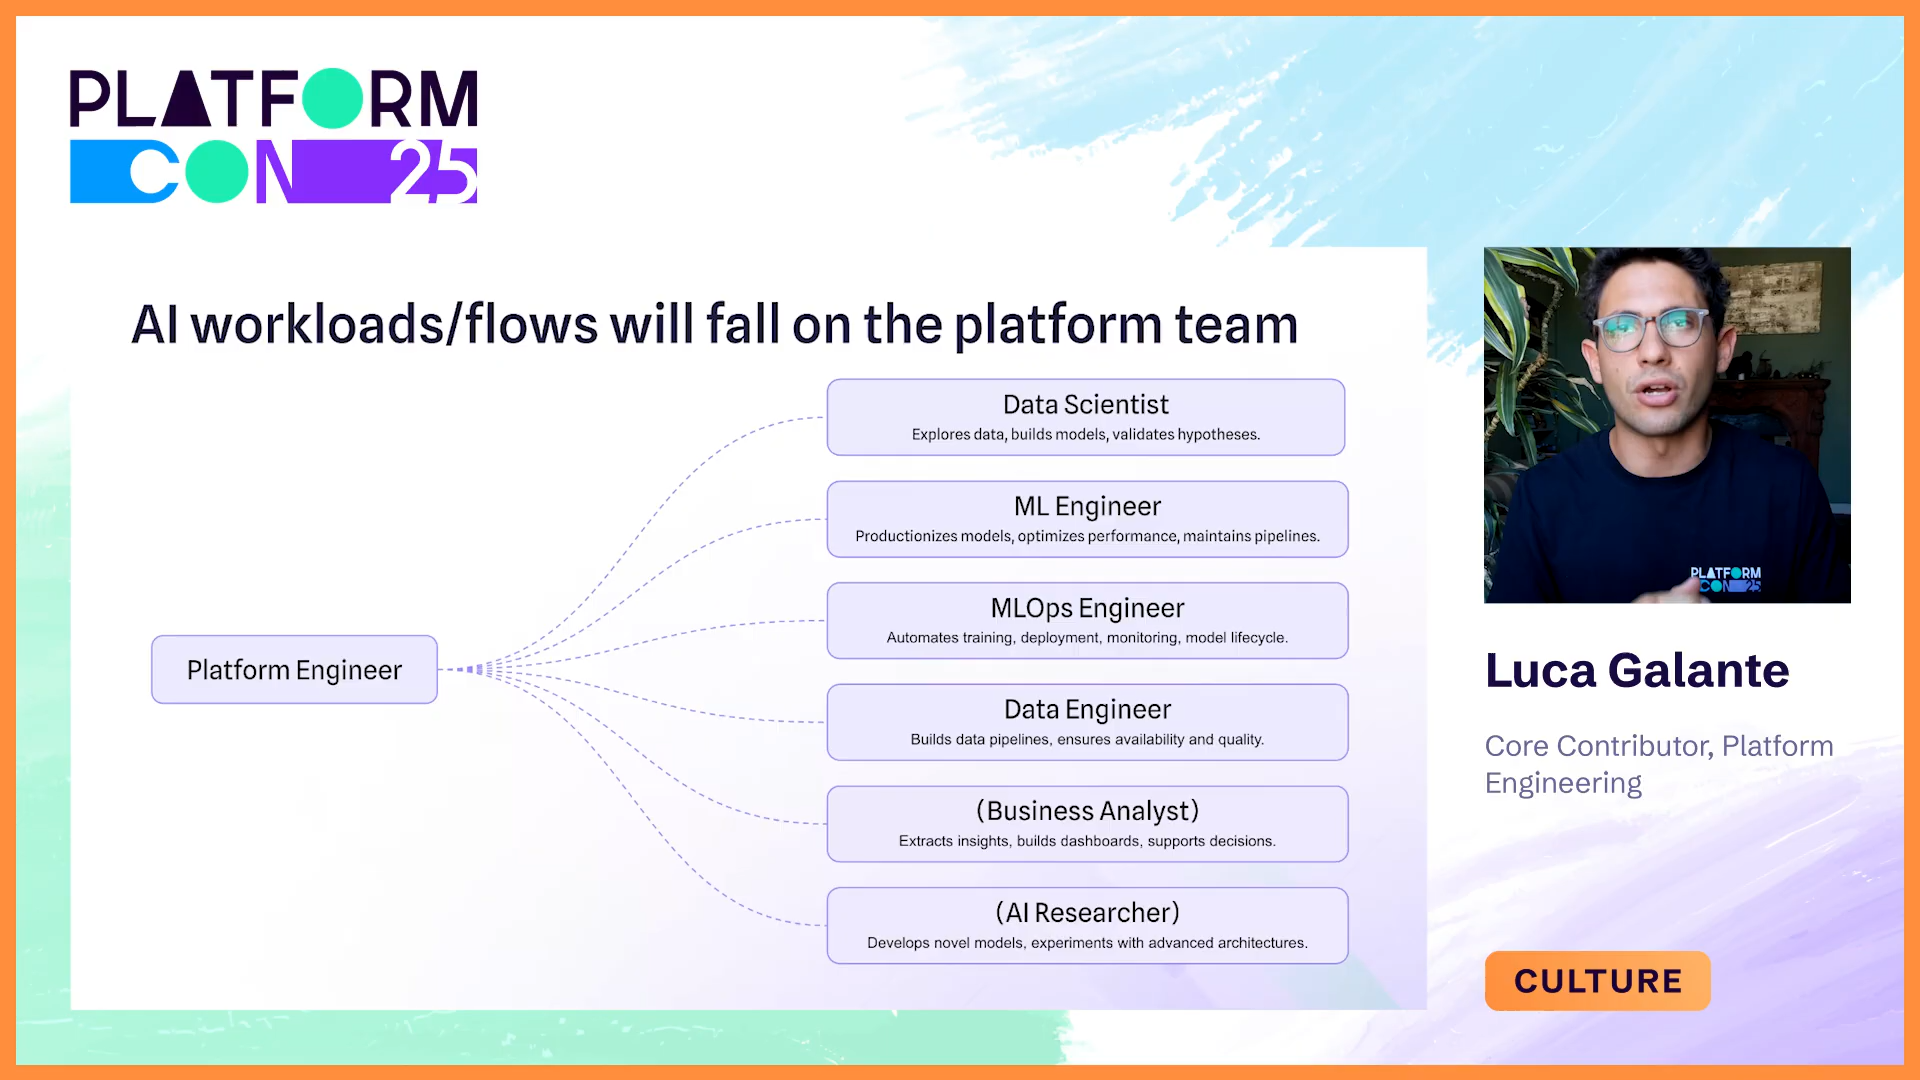 PLATFORM
CON 25
AI workloads/flows will fall on the platform team
Platform Engineer
Data Scientist
Explores data, builds models, validates hypotheses.
ML Engineer
Productionizes models, optimizes performance, maintains pipelines.
MLOps Engineer
Automates training, deployment, monitoring, model lifecycle.
Data Engineer
Builds data pipelines, ensures availability and quality.
(Business Analyst)
Extracts insights, builds dashboards, supports decisions.
(AI Researcher)
Develops novel models, experiments with advanced architectures.
PLATFORM
CON 25
Luca Galante
Core Contributor, Platform
Engineering
CULTURE